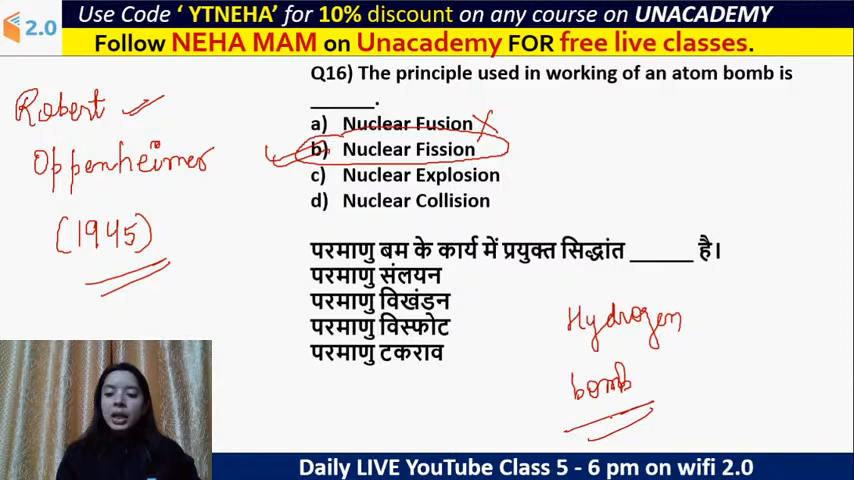 Use Code ‘ YTNEHA’ for 10% discount on any course on UNACADEMY
2.0
Follow NEHA MAM on Unacademy FOR free live classes.
Q16) The principle used in working of an atom bomb is
______.
a) Nuclear Fusion
b) Nuclear Fission
c) Nuclear Explosion
d) Nuclear Collision
Robert
Oppenheimer
(1945)
परमाणु बम के कार्य में प्रयुक्त सिद्धांत ______ है।
परमाणु संलयन
परमाणु विखंडन
परमाणु विस्फोट
परमाणु टकराव
Hydrogen
bomb
Daily LIVE YouTube Class 5 - 6 pm on wifi 2.0